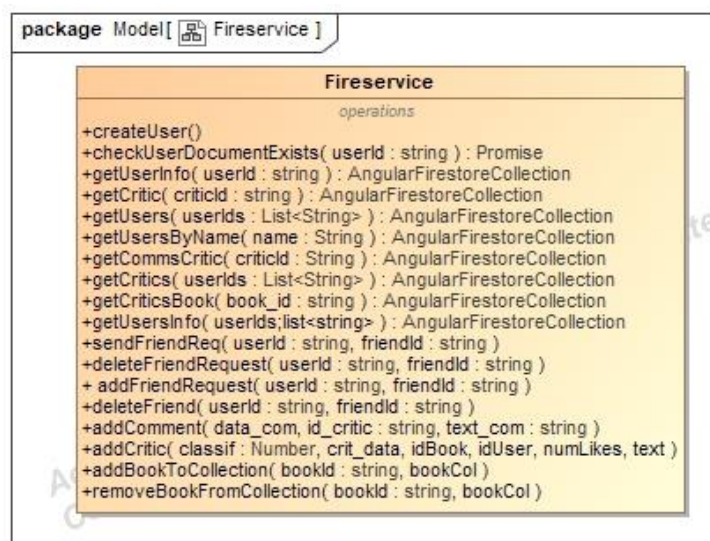 package Model[ Fireservice ]
Fireservice
operations
+createUser()
+checkUserDocumentExists( userId : string ) : Promise
+getUserInfo( userId : string ) : AngularFirestoreCollection
+getCritic( criticId : string ) : AngularFirestoreCollection
+getUsers( userIds : List<String> ) : AngularFirestoreCollection
+getUsersByName( name : String ) : AngularFirestoreCollection
+getCommsCritic( criticId : String ) : AngularFirestoreCollection
+getCritics( userIds : List<String> ) : AngularFirestoreCollection
+getCriticsBook( book_id : string ) : AngularFirestoreCollection
+getUsersInfo( userIds;list<string> ) : AngularFirestoreCollection
+sendFriendReq( userId : string, friendId : string )
+deleteFriendRequest( userId : string, friendId : string )
+ addFriendRequest( userId : string, friendId : string )
+deleteFriend( userId : string, friendId : string )
+addComment( data_com, id_critic : string, text_com : string )
+addCritic( classif : Number, crit_data, idBook, idUser, numLikes, text )
+addBookToCollection( bookId : string, bookCol )
+removeBookFromCollection( bookId : string, bookCol )